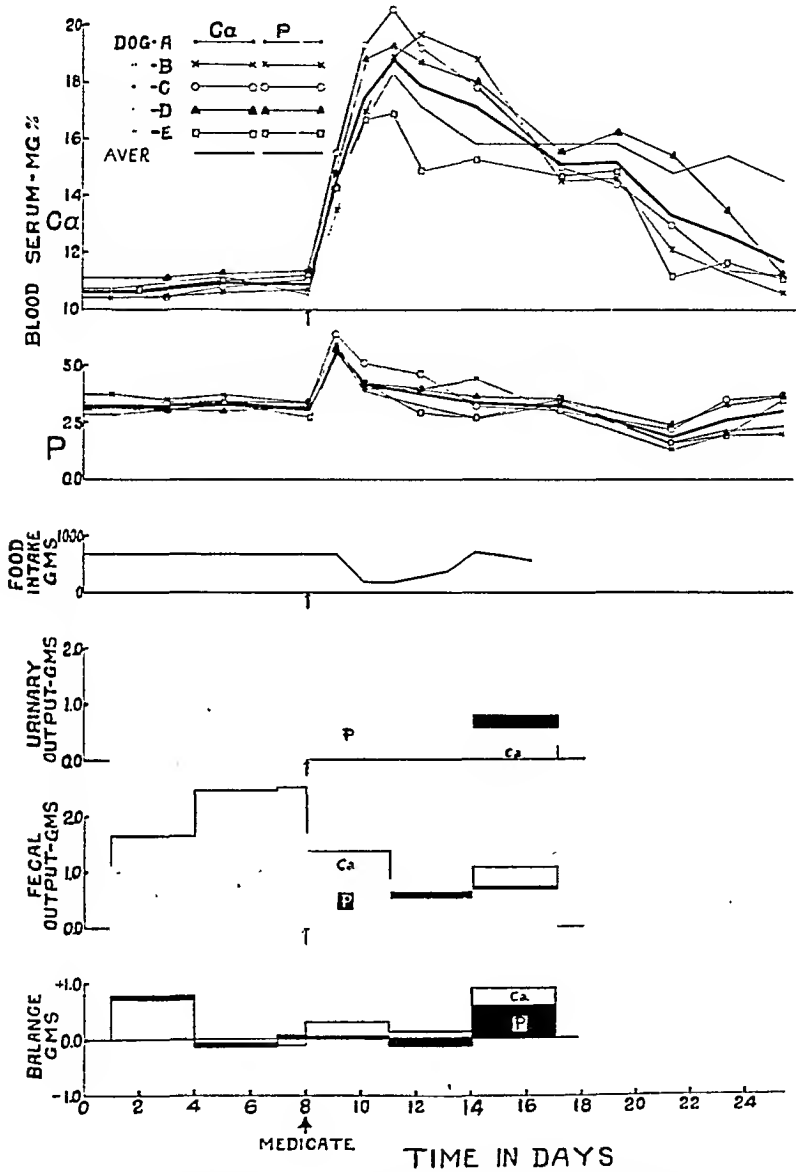 Ca P
DOG-A
" -B
" -C
" -D
" -E
AVER
20
18
16
14
12
10
BLOOD SERUM-MG%
Ca
P
5.0
2.5
0.0
FOOD INTAKE GMS
1000
0
URINARY OUTPUT-GMS
2.0
1.0
0.0
P
Ca
FECAL OUTPUT-GMS
2.0
1.0
0.0
Ca
P
BALANCE GMS
+1.0
0.0
-1.0
Ca
P
0 2 4 6 8 10 12 14 16 18 20 22 24
MEDICATE
TIME IN DAYS